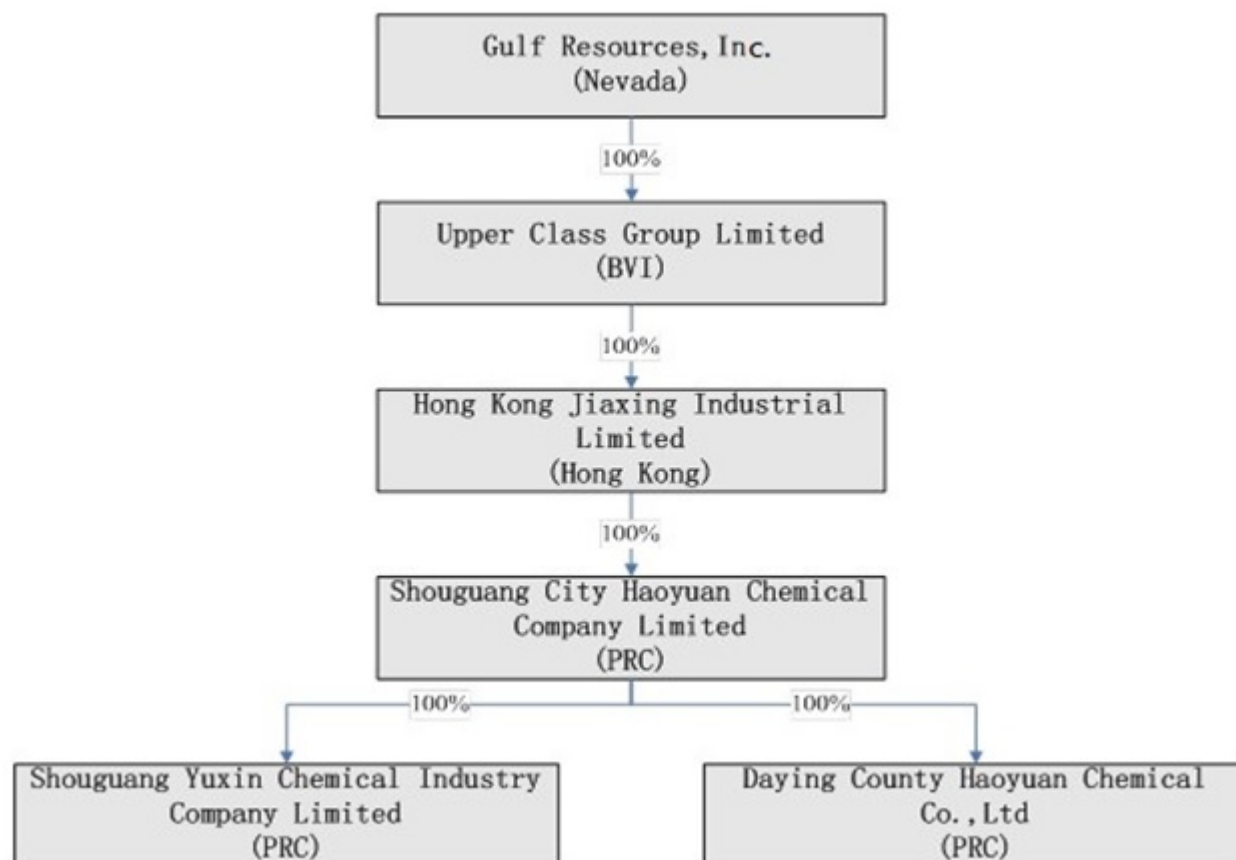 Gulf Resources, Inc.
(Nevada)
100%
Upper Class Group Limited
(BVI)
100%
Hong Kong Jiaxing Industrial
Limited
(Hong Kong)
100%
Shouguang City Haoyuan Chemical
Company Limited
(PRC)
100%
100%
Shouguang Yuxin Chemical Industry
Company Limited
(PRC)
Daying County Haoyuan Chemical
Co.,Ltd
(PRC)